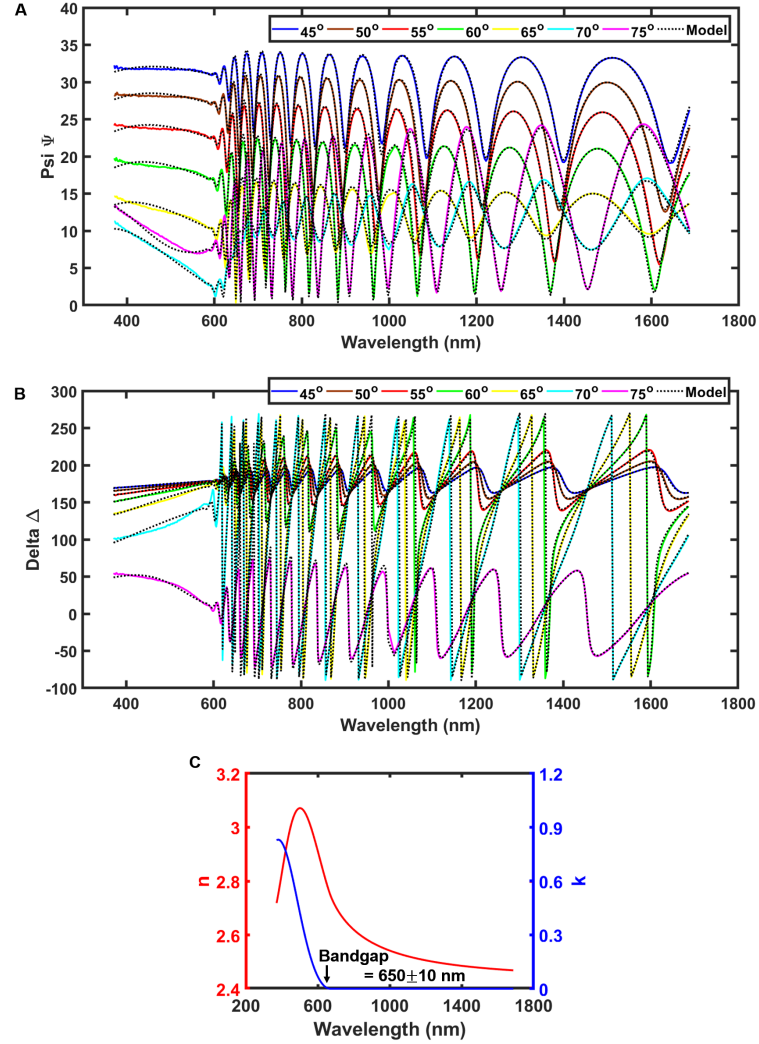 A
45° 50° 55° 60° 65° 70° 75° Model
40
35
30
25
20
15
10
5
0
Psi Ψ
400 600 800 1000 1200 1400 1600 1800
Wavelength (nm)
B
45° 50° 55° 60° 65° 70° 75° Model
300
250
200
150
100
50
0
-50
-100
Delta Δ
400 600 800 1000 1200 1400 1600 1800
Wavelength (nm)
C
3.2
3
2.8
2.6
2.4
n
1.2
0.9
0.6
0.3
0
k
Bandgap
= 650±10 nm
200 600 1000 1400 1800
Wavelength (nm)